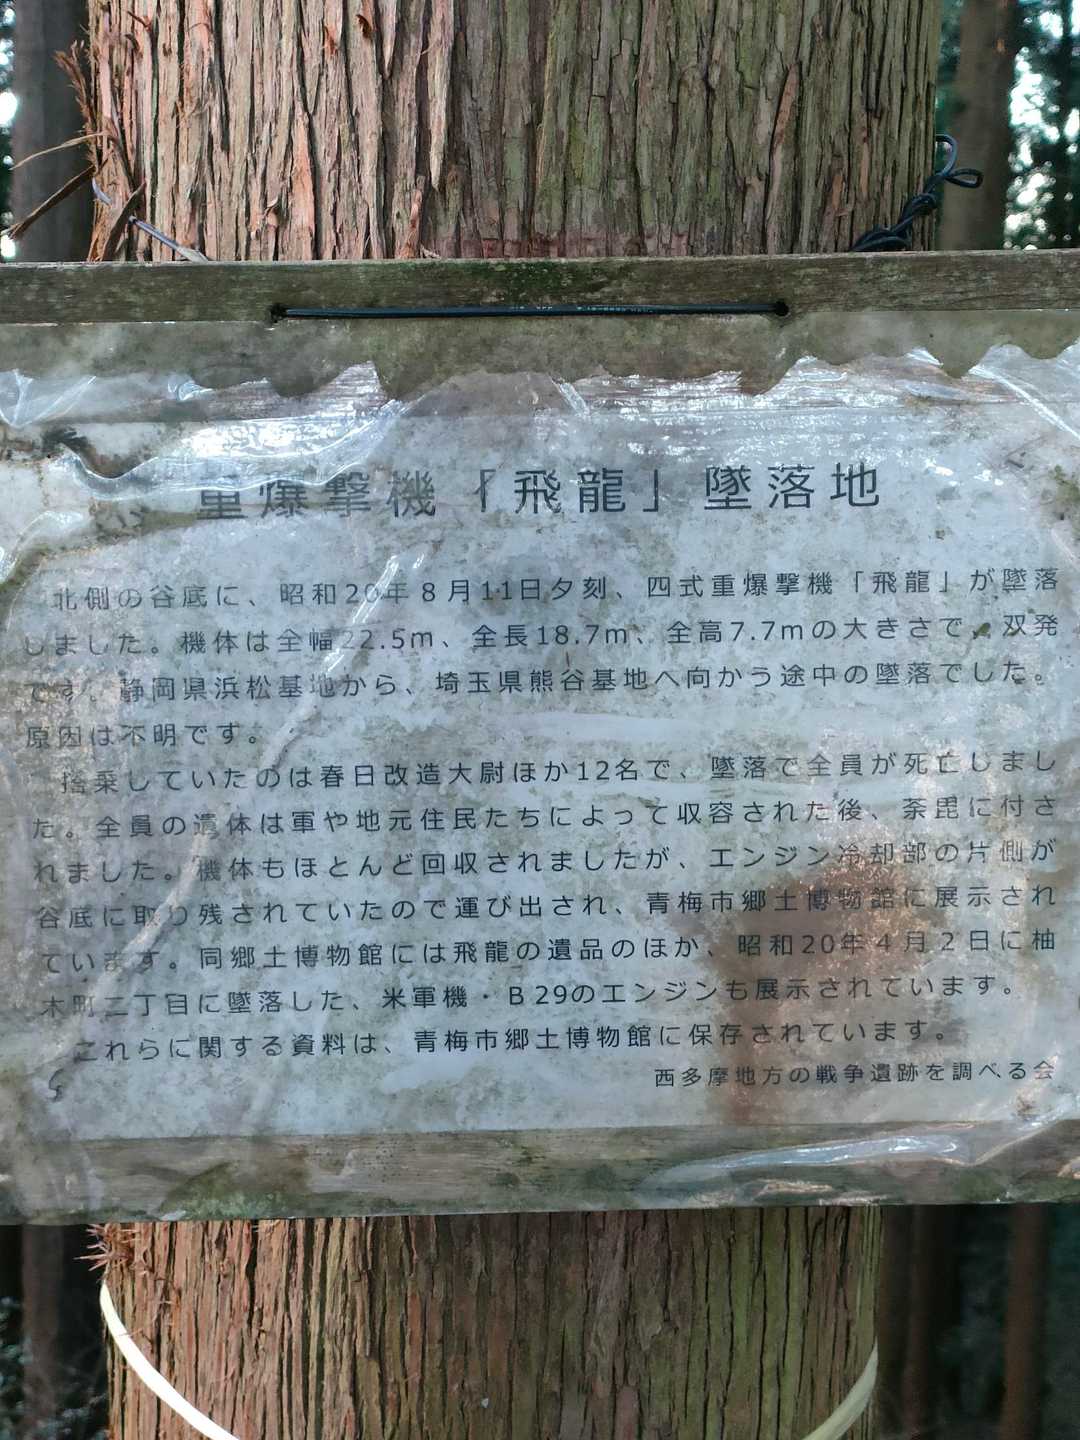 重爆撃機「飛龍」墜落地
北側の谷底に、昭和20年8月11日夕刻、四式重爆撃機「飛龍」が墜落
しました。機体は全幅22.5m、全長18.7m、全高7.7mの大きさで、双発
です。静岡県浜松基地から、埼玉県熊谷基地へ向かう途中の墜落でした。
原因は不明です。
捨乗していたのは春日改造大尉ほか12名で、墜落で全員が死亡しまし
た。全員の遺体は軍や地元住民たちによって収容された後、荼毘に付さ
れました。機体もほとんど回収されましたが、エンジン冷却部の片側が
谷底に取り残されていたので運び出され、青梅市郷土博物館に展示され
ています。同郷土博物館には飛龍の遺品のほか、昭和20年4月2日に柚
木町二丁目に墜落した、米軍機・B29のエンジンも展示されています。
これらに関する資料は、青梅市郷土博物館に保存されています。
西多摩地方の戦争遺跡を調べる会